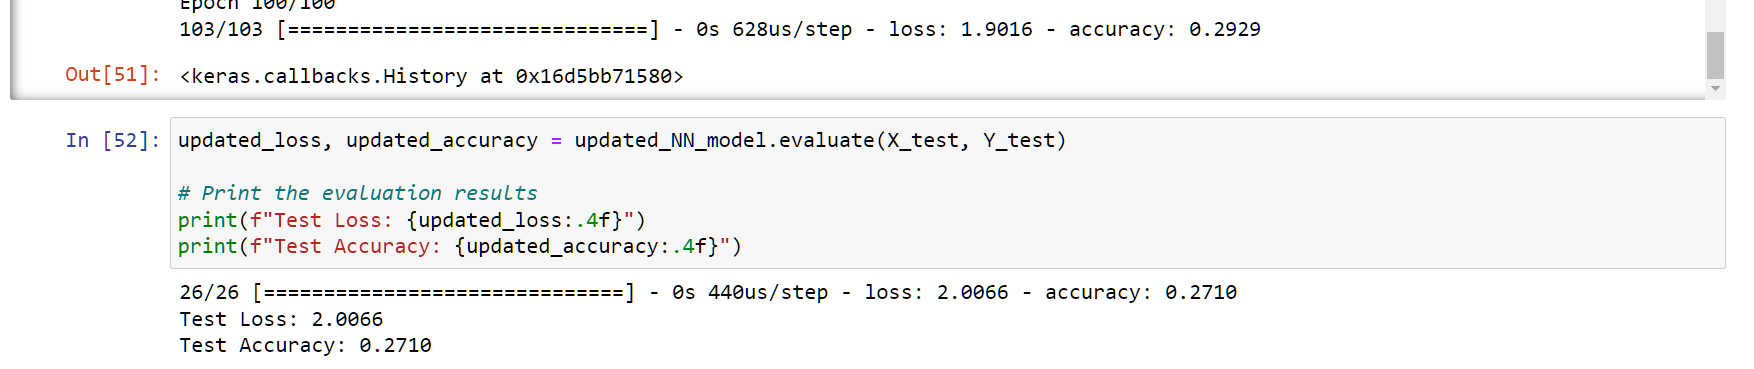 Epoch 100/100
103/103 [==============================] - 0s 628us/step - loss: 1.9016 - accuracy: 0.2929
Out[51]: <keras.callbacks.History at 0x16d5bb71580>
In [52]: updated_loss, updated_accuracy = updated_NN_model.evaluate(X_test, Y_test)
# Print the evaluation results
print(f"Test Loss: {updated_loss:.4f}")
print(f"Test Accuracy: {updated_accuracy:.4f}")
26/26 [==============================] - 0s 440us/step - loss: 2.0066 - accuracy: 0.2710
Test Loss: 2.0066
Test Accuracy: 0.2710